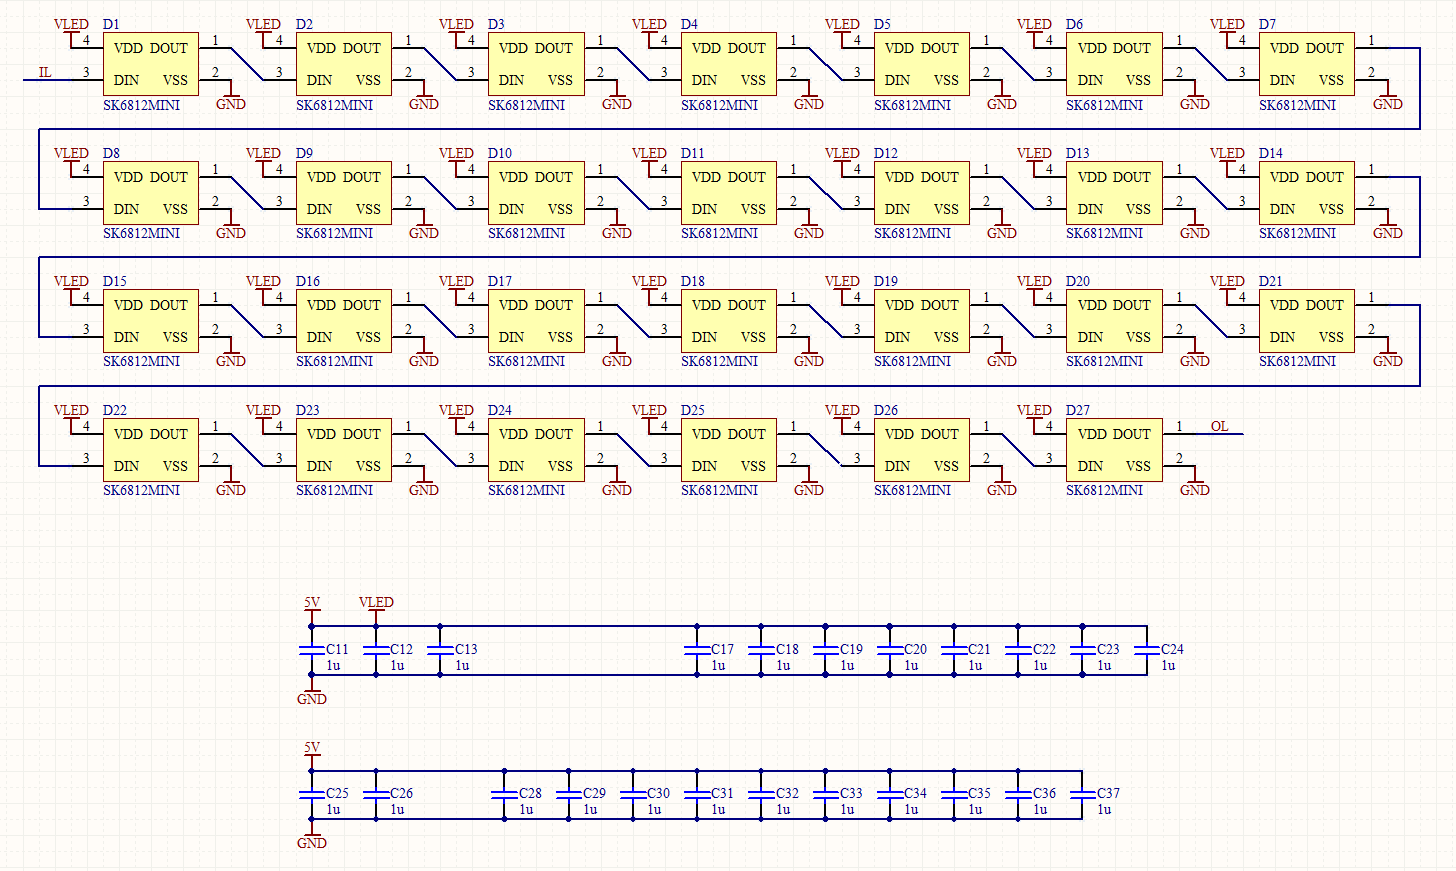 VLED D1 VLED D2 VLED D3 VLED D4 VLED D5 VLED D6 VLED D7
4 VDD DOUT 1 4 VDD DOUT 1 4 VDD DOUT 1 4 VDD DOUT 1 4 VDD DOUT 1 4 VDD DOUT 1 4 VDD DOUT 1
IL 3 DIN VSS 2 3 DIN VSS 2 3 DIN VSS 2 3 DIN VSS 2 3 DIN VSS 2 3 DIN VSS 2 3 DIN VSS 2
SK6812MINI GND SK6812MINI GND SK6812MINI GND SK6812MINI GND SK6812MINI GND SK6812MINI GND SK6812MINI GND
VLED D8 VLED D9 VLED D10 VLED D11 VLED D12 VLED D13 VLED D14
4 VDD DOUT 1 4 VDD DOUT 1 4 VDD DOUT 1 4 VDD DOUT 1 4 VDD DOUT 1 4 VDD DOUT 1 4 VDD DOUT 1
3 DIN VSS 2 3 DIN VSS 2 3 DIN VSS 2 3 DIN VSS 2 3 DIN VSS 2 3 DIN VSS 2 3 DIN VSS 2
SK6812MINI GND SK6812MINI GND SK6812MINI GND SK6812MINI GND SK6812MINI GND SK6812MINI GND SK6812MINI GND
VLED D15 VLED D16 VLED D17 VLED D18 VLED D19 VLED D20 VLED D21
4 VDD DOUT 1 4 VDD DOUT 1 4 VDD DOUT 1 4 VDD DOUT 1 4 VDD DOUT 1 4 VDD DOUT 1 4 VDD DOUT 1
3 DIN VSS 2 3 DIN VSS 2 3 DIN VSS 2 3 DIN VSS 2 3 DIN VSS 2 3 DIN VSS 2 3 DIN VSS 2
SK6812MINI GND SK6812MINI GND SK6812MINI GND SK6812MINI GND SK6812MINI GND SK6812MINI GND SK6812MINI GND
VLED D22 VLED D23 VLED D24 VLED D25 VLED D26 VLED D27
4 VDD DOUT 1 4 VDD DOUT 1 4 VDD DOUT 1 4 VDD DOUT 1 4 VDD DOUT 1 4 VDD DOUT 1 OL
3 DIN VSS 2 3 DIN VSS 2 3 DIN VSS 2 3 DIN VSS 2 3 DIN VSS 2 3 DIN VSS 2
SK6812MINI GND SK6812MINI GND SK6812MINI GND SK6812MINI GND SK6812MINI GND SK6812MINI GND
5V VLED
C11 C12 C13 C17 C18 C19 C20 C21 C22 C23 C24
1u 1u 1u 1u 1u 1u 1u 1u 1u 1u 1u
GND
5V
C25 C26 C28 C29 C30 C31 C32 C33 C34 C35 C36 C37
1u 1u 1u 1u 1u 1u 1u 1u 1u 1u 1u 1u
GND